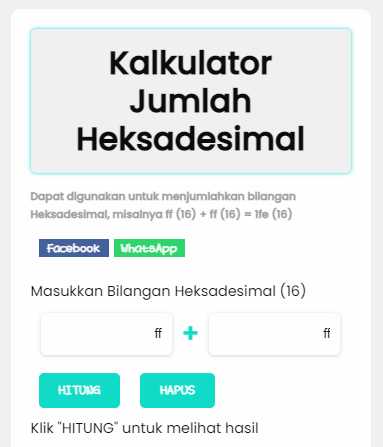 Kalkulator
Jumlah
Heksadesimal
Dapat digunakan untuk menjumlahkan bilangan
Heksadesimal, misalnya ff (16) + ff (16) = 1fe (16)
Facebook WhatsApp
Masukkan Bilangan Heksadesimal (16)
ff + ff
HITUNG HAPUS
Klik "HITUNG" untuk melihat hasil